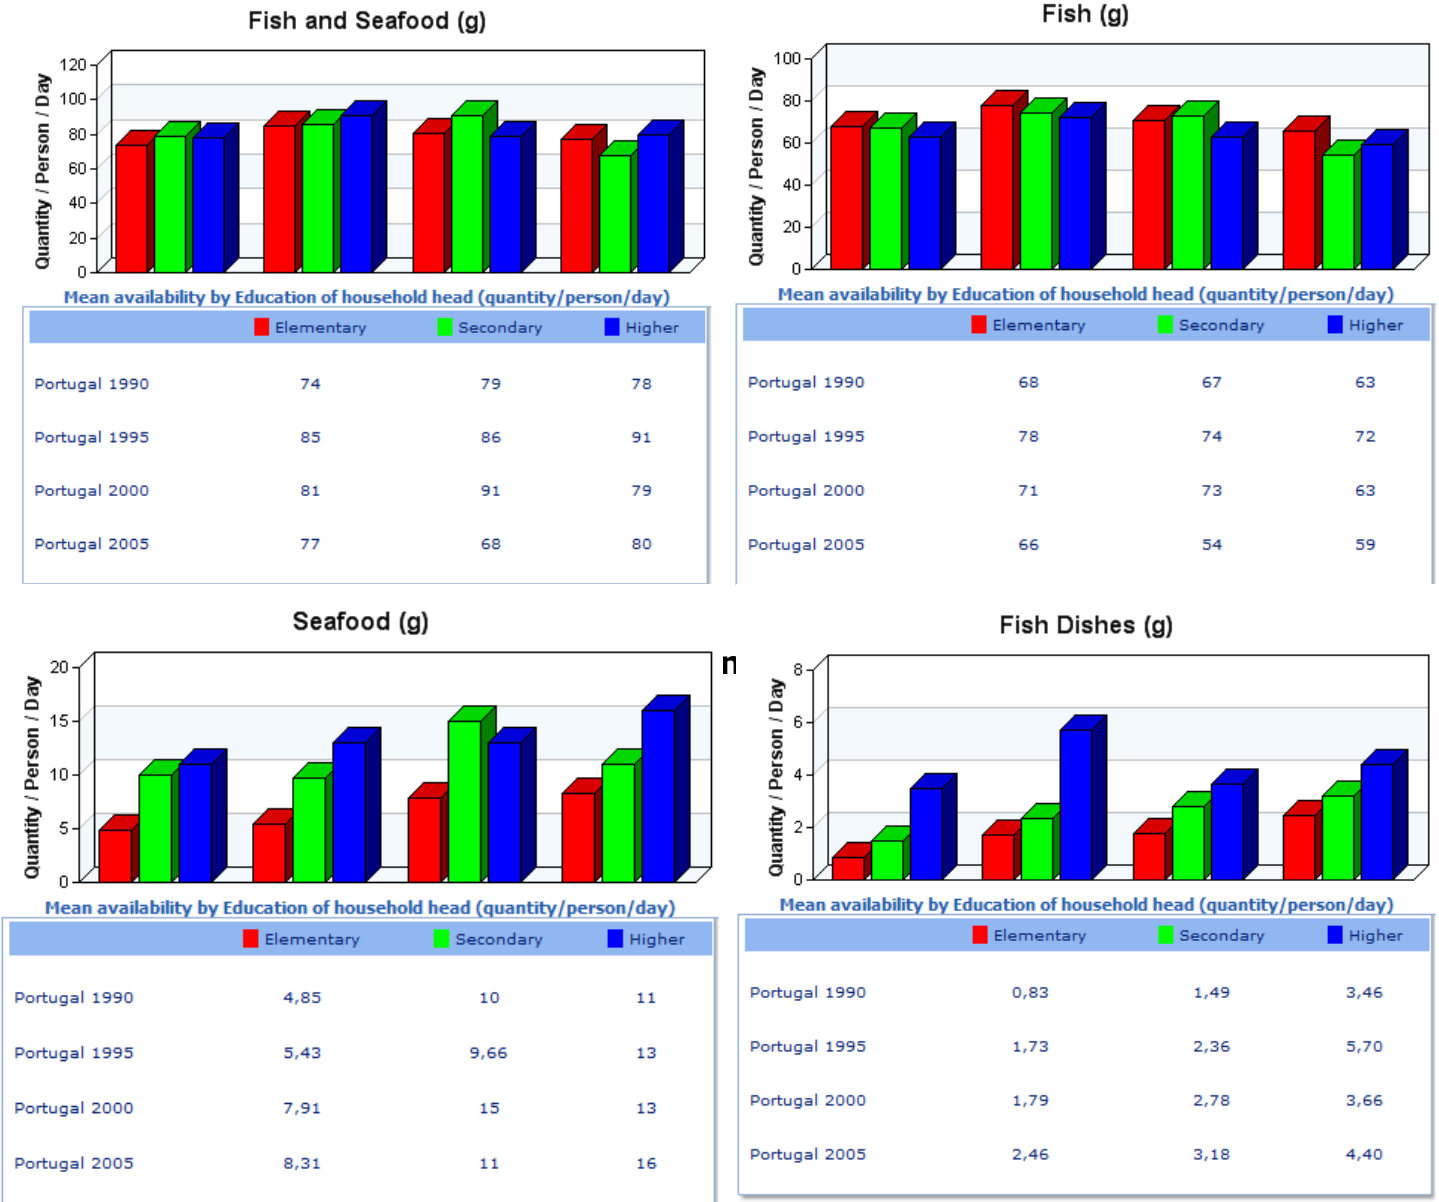 Fish and Seafood (g)
Quantity / Person / Day
120
100
80
60
40
20
0
Mean availability by Education of household head (quantity/person/day)
Elementary Secondary Higher
Portugal 1990 74 79 78
Portugal 1995 85 86 91
Portugal 2000 81 91 79
Portugal 2005 77 68 80
Fish (g)
Quantity / Person / Day
100
80
60
40
20
0
Mean availability by Education of household head (quantity/person/day)
Elementary Secondary Higher
Portugal 1990 68 67 63
Portugal 1995 78 74 72
Portugal 2000 71 73 63
Portugal 2005 66 54 59
Seafood (g)
n
Quantity / Person / Day
20
15
10
5
0
Mean availability by Education of household head (quantity/person/day)
Elementary Secondary Higher
Portugal 1990 4,85 10 11
Portugal 1995 5,43 9,66 13
Portugal 2000 7,91 15 13
Portugal 2005 8,31 11 16
Fish Dishes (g)
Quantity / Person / Day
8
6
4
2
0
Mean availability by Education of household head (quantity/person/day)
Elementary Secondary Higher
Portugal 1990 0,83 1,49 3,46
Portugal 1995 1,73 2,36 5,70
Portugal 2000 1,79 2,78 3,66
Portugal 2005 2,46 3,18 4,40